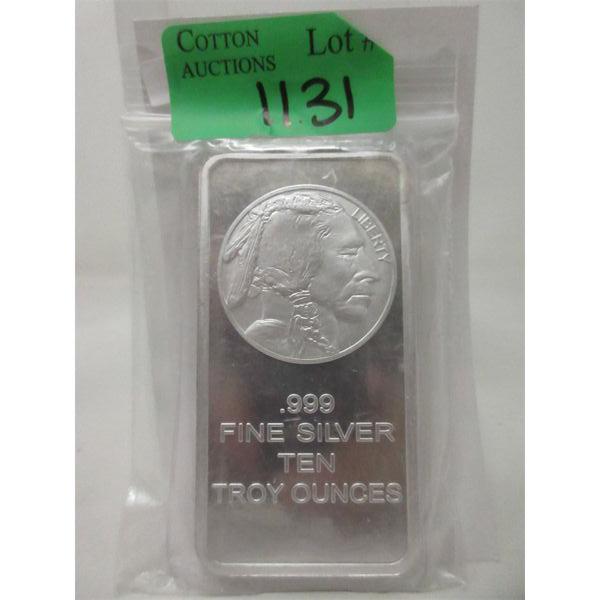 COTTON Lot #
AUCTIONS
1131
LIBERTY
.999
FINE SILVER
TEN
TROY OUNCES